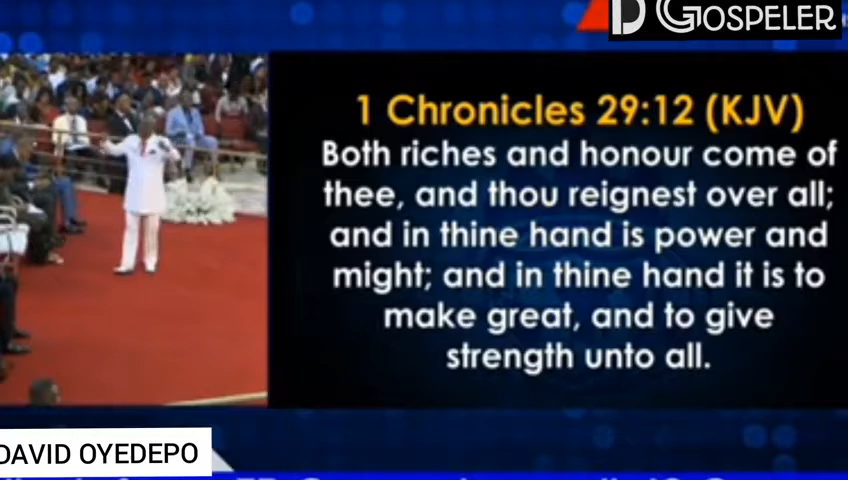 D GOSPELER
1 Chronicles 29:12 (KJV)
Both riches and honour come of
thee, and thou reignest over all;
and in thine hand is power and
might; and in thine hand it is to
make great, and to give
strength unto all.
DAVID OYEDEPO